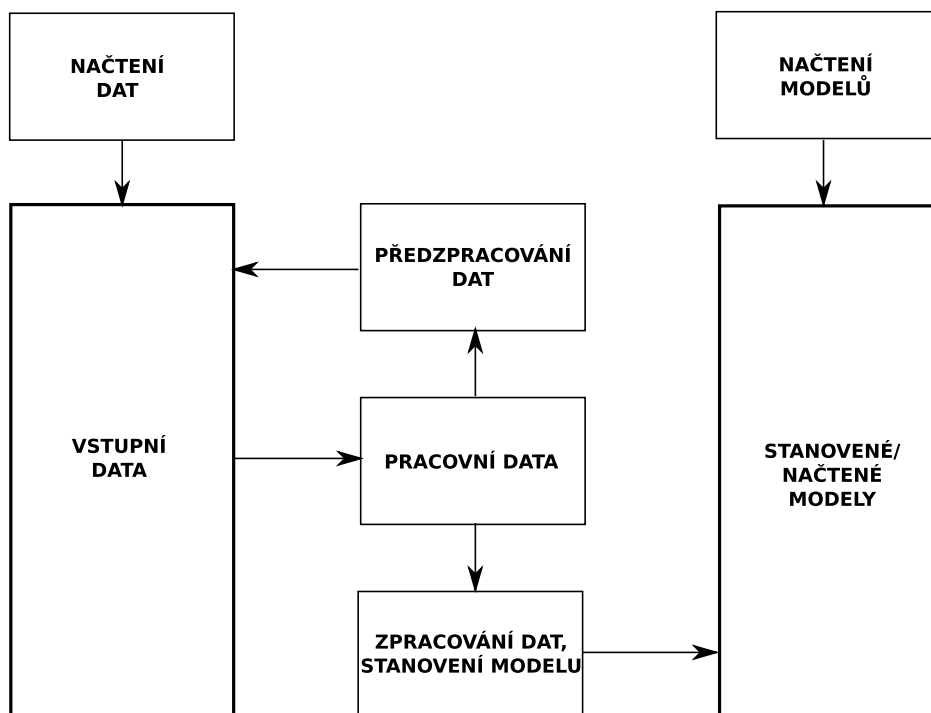 NAČTENÍ
DAT
NAČTENÍ
MODELŮ
PŘEDZPRACOVÁNÍ
DAT
VSTUPNÍ
DATA
PRACOVNÍ DATA
STANOVENÉ/
NAČTENÉ
MODELY
ZPRACOVÁNÍ DAT,
STANOVENÍ MODELU